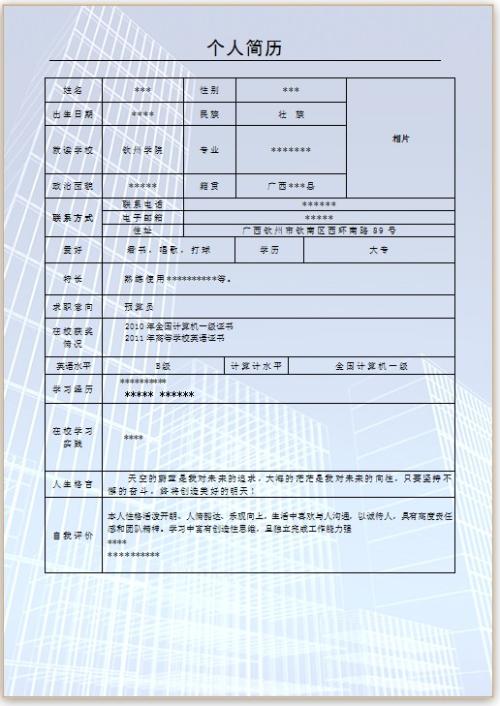 个人简历
姓名 *** 性别 *** 相片
出生日期 **** 民族 壮 族
就读学校 钦州学院 专业 *******
政治面貌 ***** 籍贯 广西***县
联系方式 联系电话 ******
电子邮箱 *****
住址 广西钦州市钦南区西环南路 89 号
爱好 看书，唱歌，打球 学历 大专
特长 熟练使用**********等。
求职意向 预算员
在校获奖情况 2010 年全国计算机一级证书
2011 年高等学校英语证书
英语水平 B级 计算计水平 全国计算机一级
学习经历 **********
***** ******
在校学习实践 ****
人生格言 天空的蔚蓝是我对未来的追求，大海的茫茫是我对未来的向往，只要坚持不
懈的奋斗，终将创造美好的明天！
自我评价 本人性格活泼开朗、人情豁达、乐观向上，生活中喜欢与人沟通，以诚待人，具有高度责任
感和团队精神。学习中富有创造性思维，且独立完成工作能力强
****
**********